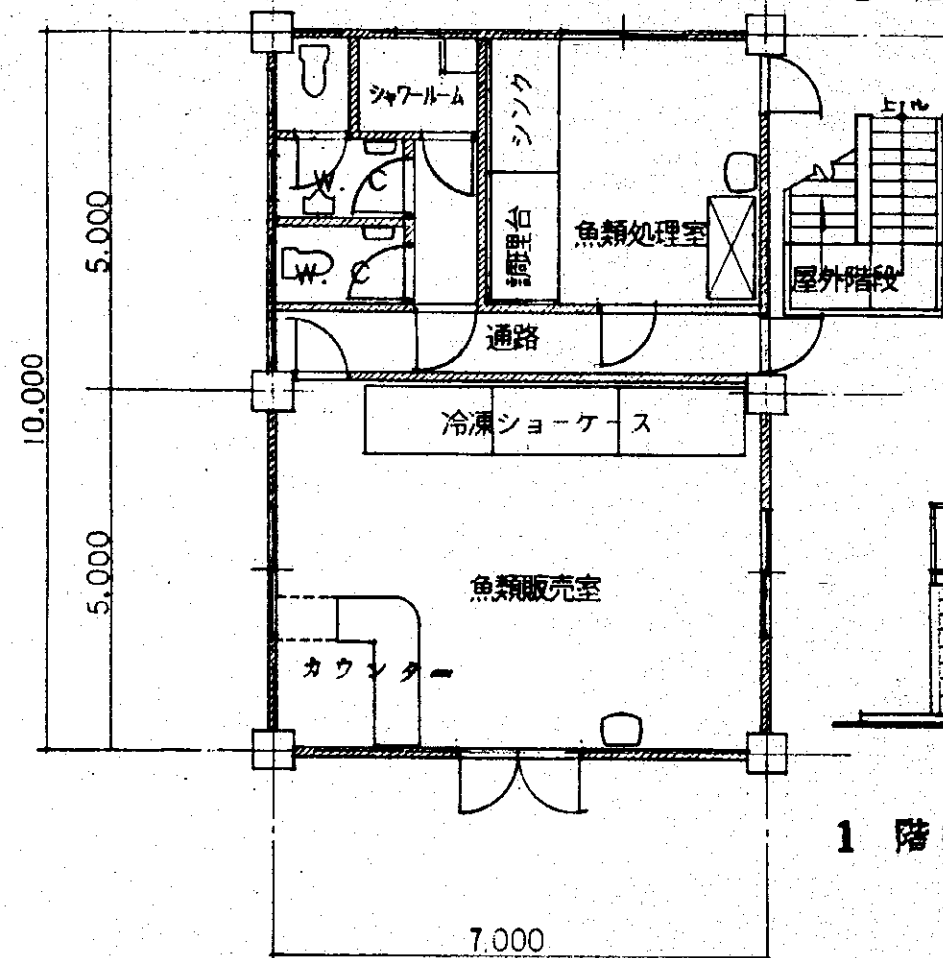 シャワールーム
シンク
上ル
W. C
魚類処理室
調理台
W. C
屋外階段
5.000
通路
10.000
冷凍ショーケース
5.000
魚類販売室
カウンター
1 階
7.000